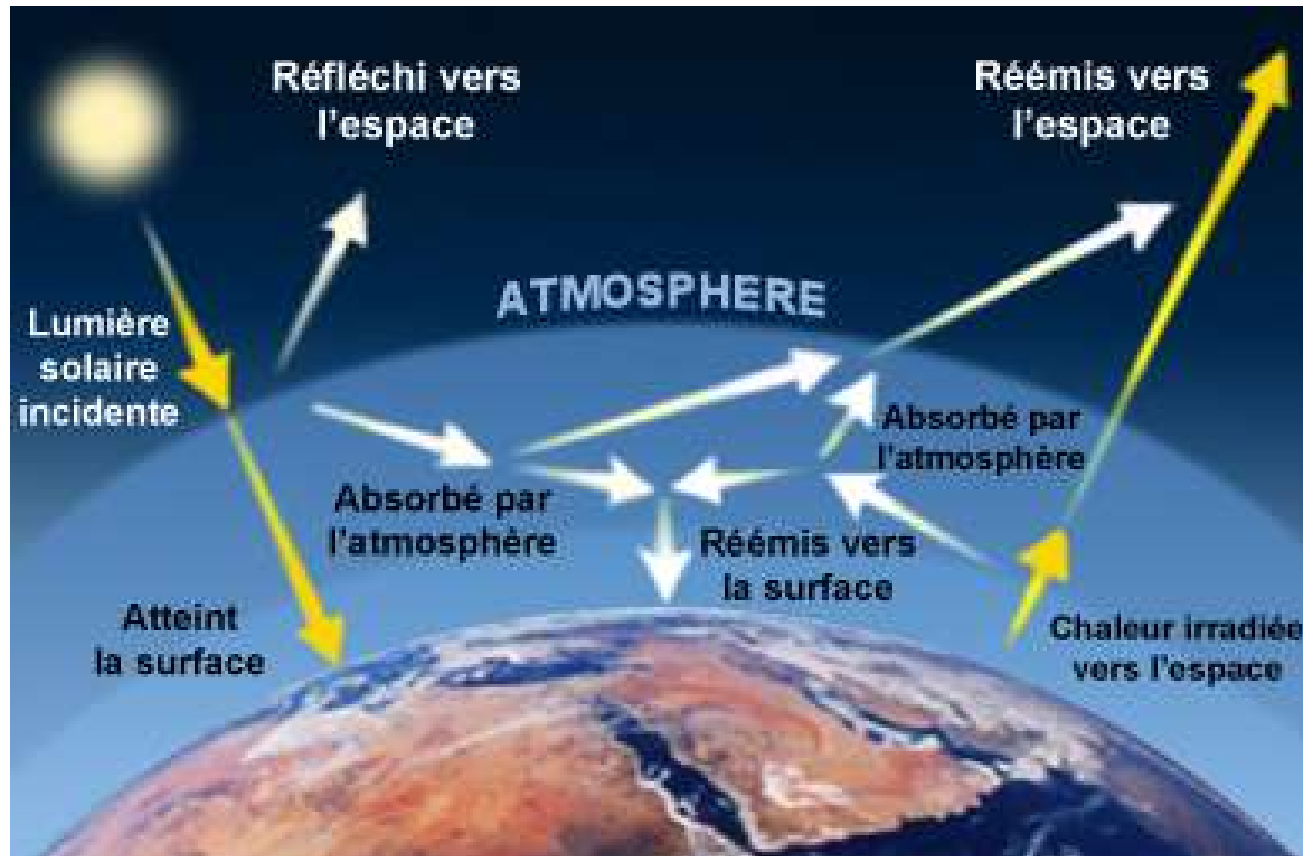 Réfléchi vers
l'espace
Réémis vers
l'espace
ATMOSPHERE
Lumière
solaire
incidente
Absorbé par
l'atmosphère
Absorbé par
l'atmosphère
Réémis vers
la surface
Atteint
la surface
Chaleur irradiée
vers l'espace